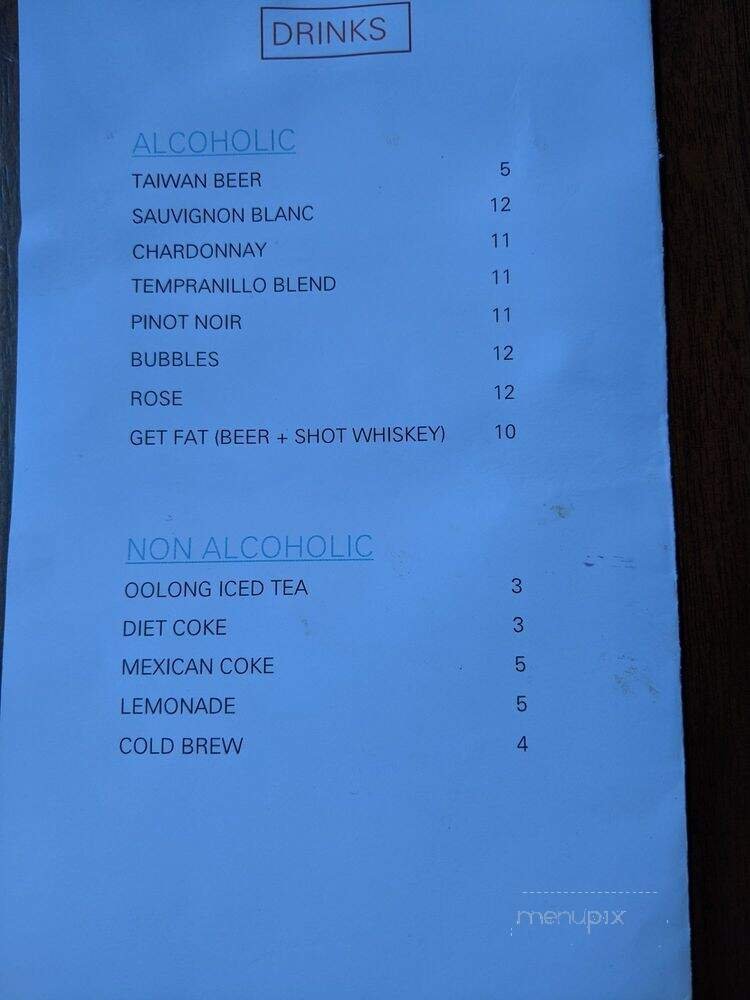 DRINKS
ALCOHOLIC
TAIWAN BEER 5
SAUVIGNON BLANC 12
CHARDONNAY 11
TEMPRANILLO BLEND 11
PINOT NOIR 11
BUBBLES 12
ROSE 12
GET FAT (BEER + SHOT WHISKEY) 10
NON ALCOHOLIC
OOLONG ICED TEA 3
DIET COKE 3
MEXICAN COKE 5
LEMONADE 5
COLD BREW 4
menupix